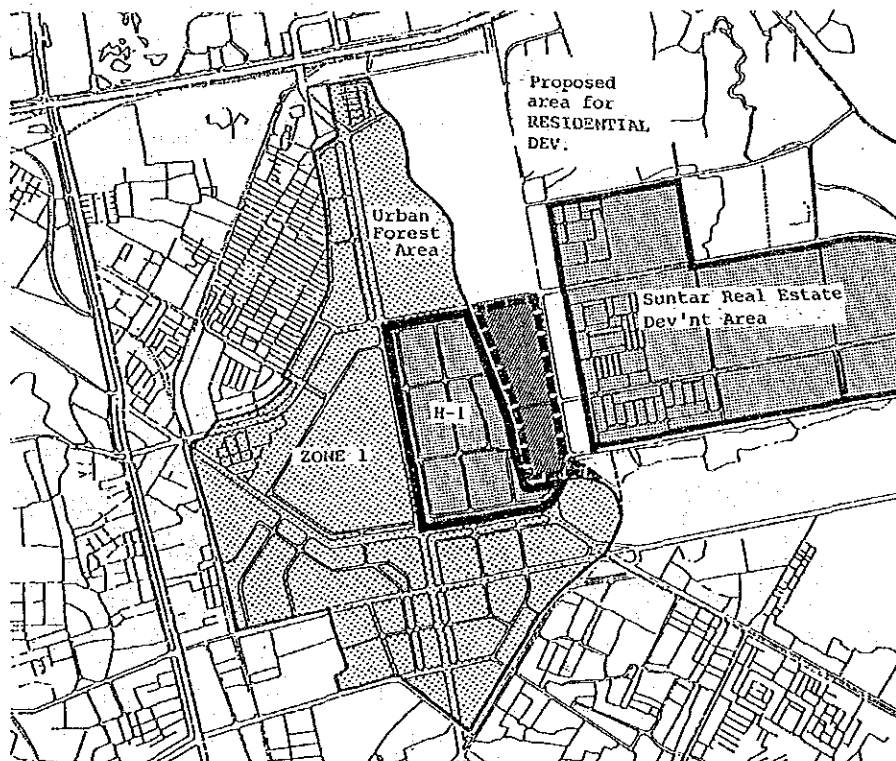 Proposed
area for
RESIDENTIAL
DEV.
Urban
Forest
Area
Suntar Real Estate
Dev'nt Area
H-1
ZONE 1